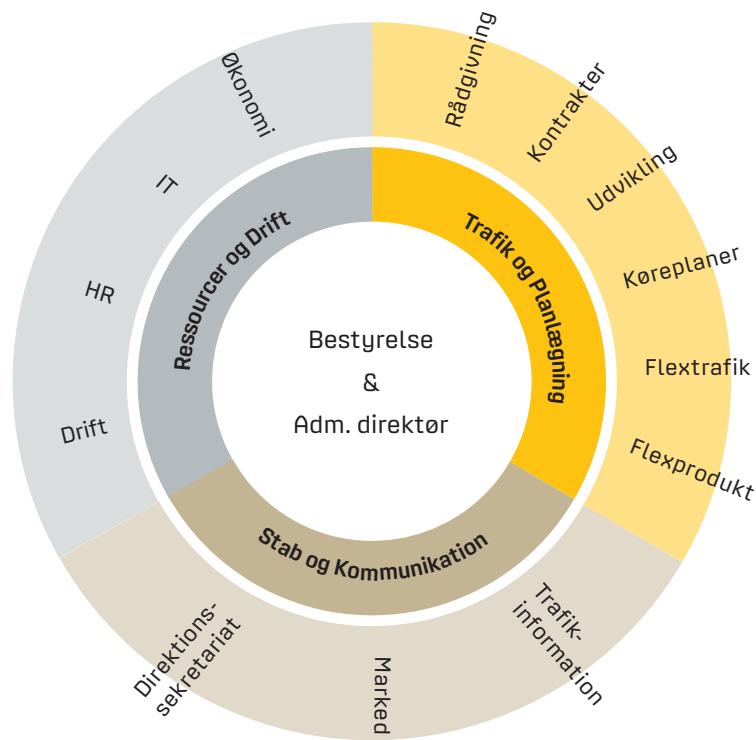 Bestyrelse
&
Adm. direktør
Trafik og Planlægning
Rådgivning
Kontrakter
Udvikling
Køreplaner
Flextrafik
Flexprodukt
Stab og Kommunikation
Trafik-
information
Marked
Direktions-
sekretariat
Ressourcer og Drift
Drift
HR
IT
Økonomi